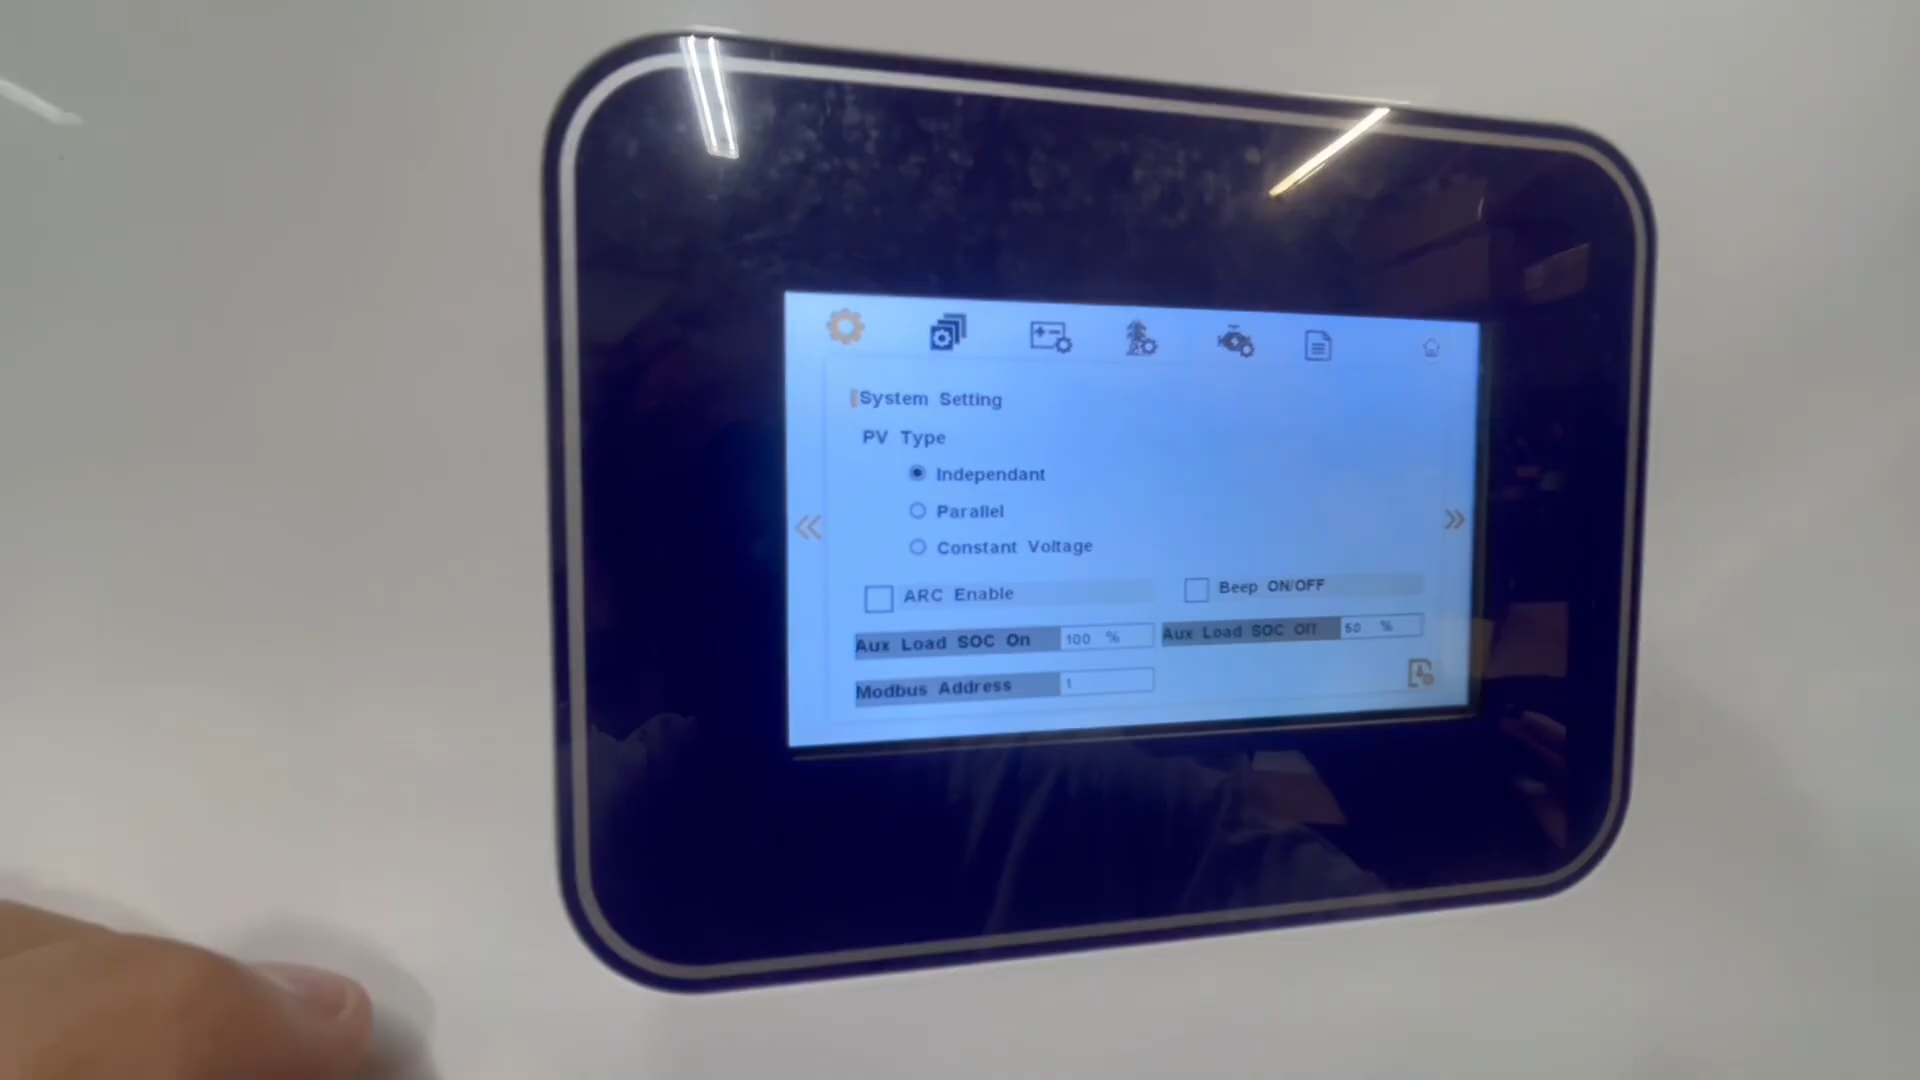 System Setting
PV Type
Independant
Parallel
Constant Voltage
ARC Enable
Beep ON/OFF
Aux Load SOC On 100 %
Aux Load SOC Off 50 %
Modbus Address 1